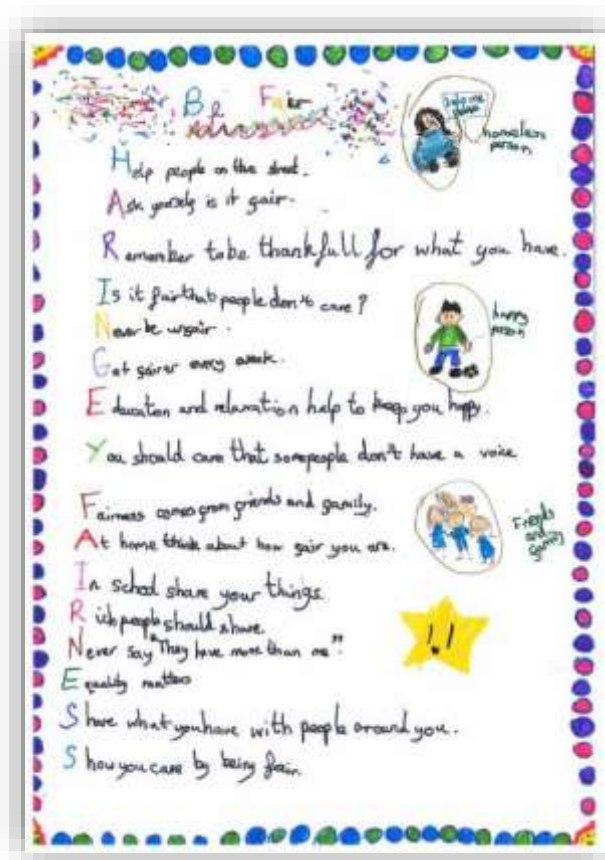 Be Fair
help me please
homeless person
Help people on the street.
Ask yourself is it fair.
Remember to be thankfull for what you have.
Is it fair that people don't care?
Never be unfair.
happy person
Get fairer every week.
Education and relaxation help to keep you happy.
You should care that some people don't have a voice
Fairness comes from friends and family.
At home think about how fair you are.
Friends and family
In school share your things.
Rich people should share
Never say "They have more than me".
Equality matters
Share what you have with people around you.
Show you care by being fair.